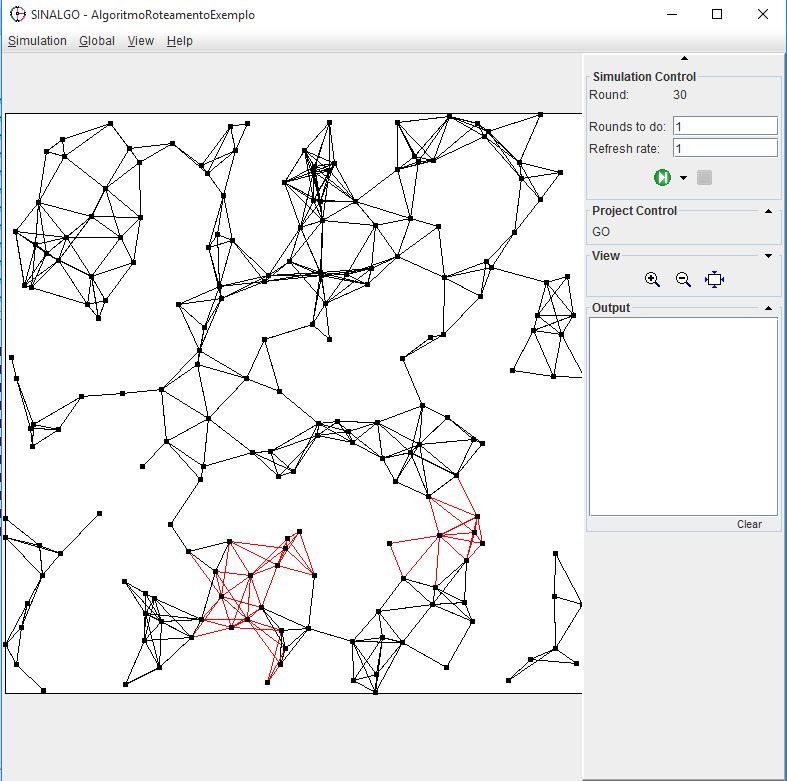 SINALGO - AlgoritmoRoteamentoExemplo
Simulation Global View Help
Simulation Control
Round: 30
Rounds to do: 1
Refresh rate: 1
Project Control
GO
View
Output
Clear